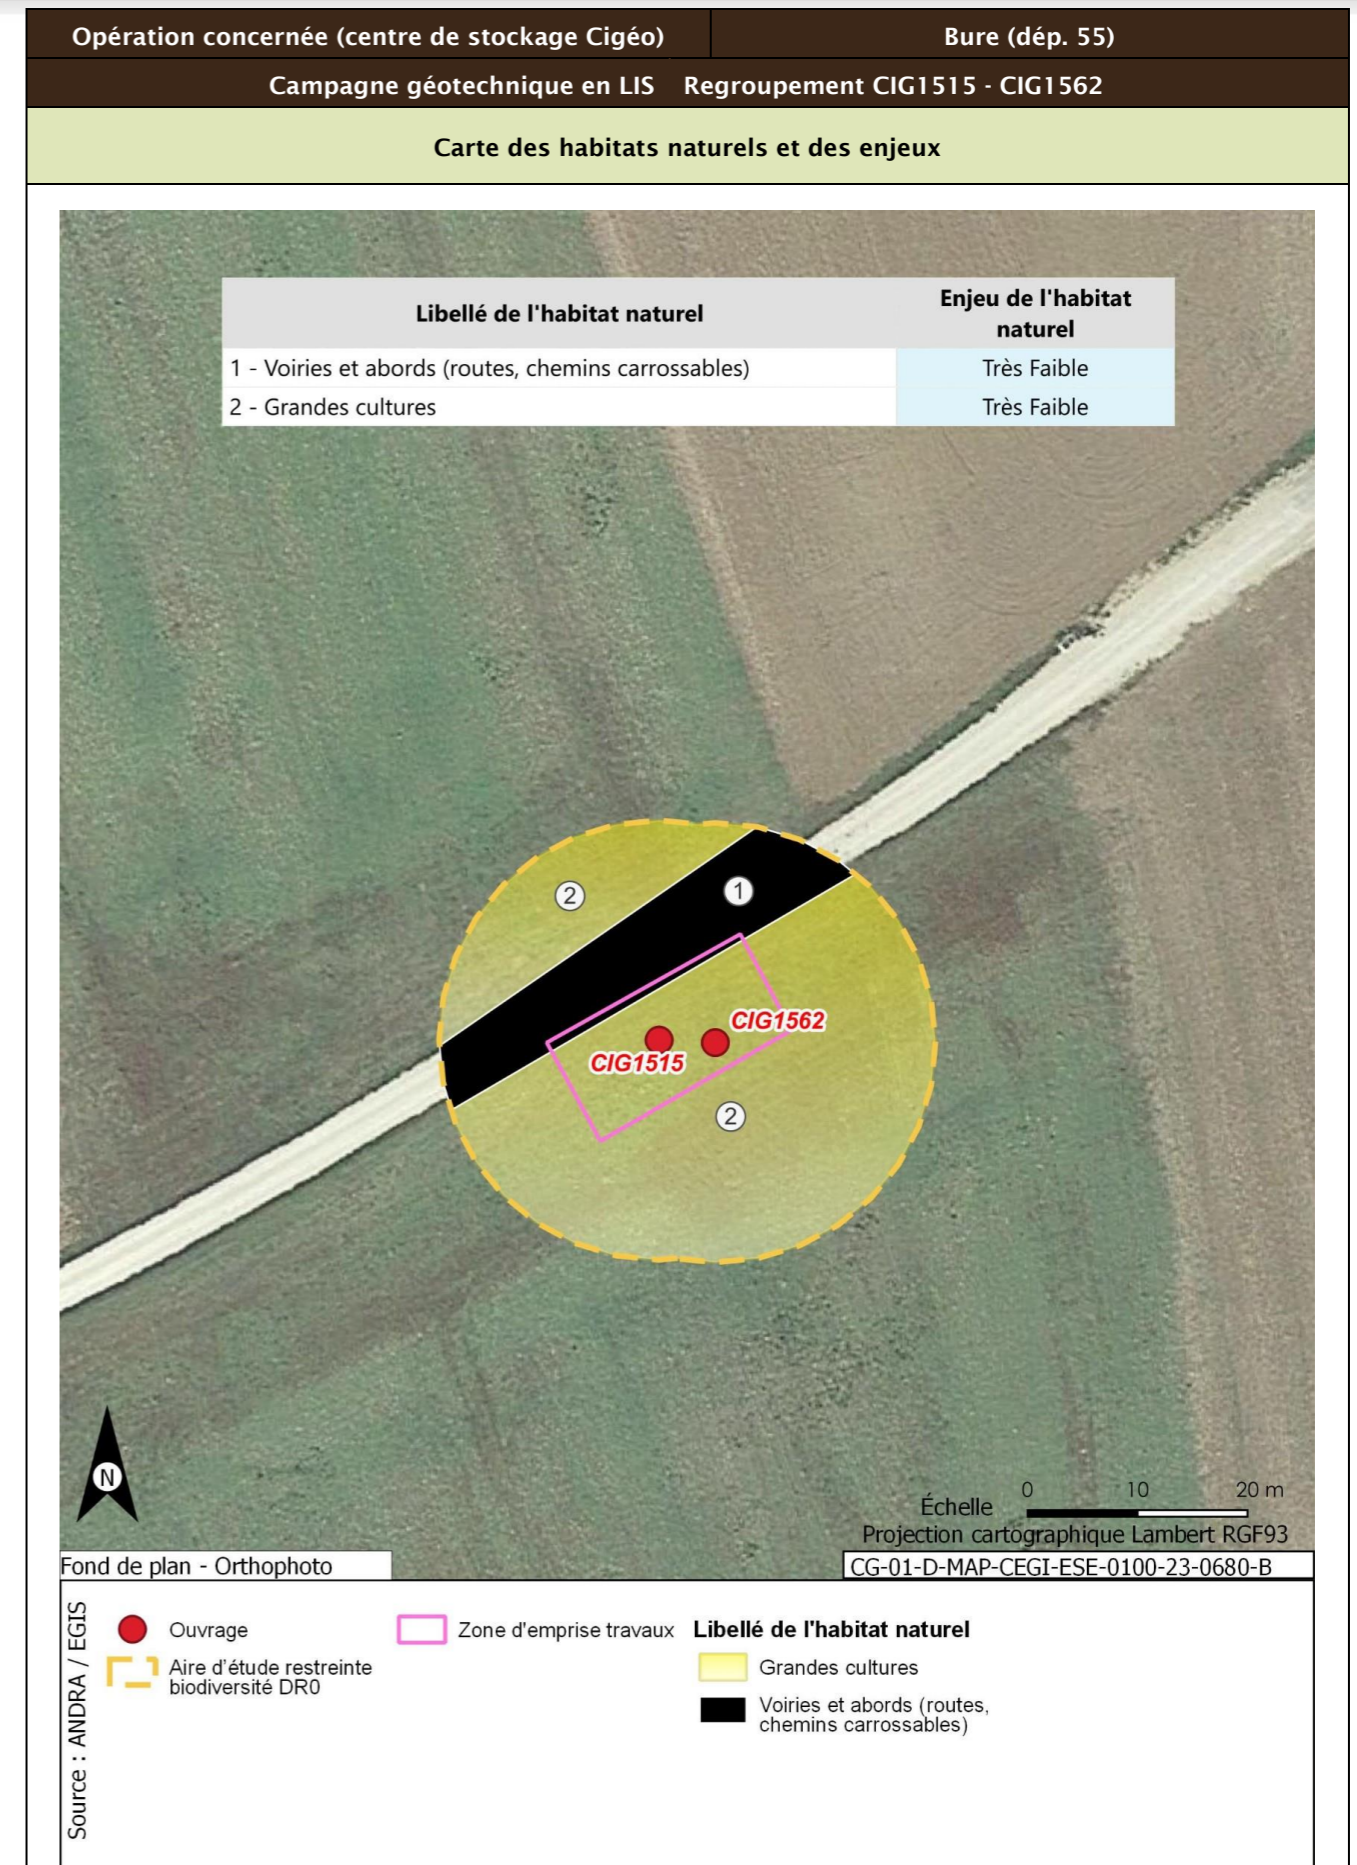 Opération concernée (centre de stockage Cigéo) Bure (dép. 55)
Campagne géotechnique en LIS Regroupement CIG1515 - CIG1562
Carte des habitats naturels et des enjeux
Libellé de l'habitat naturel Enjeu de l'habitat
naturel
1 - Voiries et abords (routes, chemins carrossables) Très Faible
2 - Grandes cultures Très Faible
2
1
CIG1562
CIG1515
2
N
0 10 20 m
Échelle
Projection cartographique Lambert RGF93
Fond de plan - Orthophoto CG-01-D-MAP-CEGI-ESE-0100-23-0680-B
Source : ANDRA / EGIS
Ouvrage
Aire d'étude restreinte
biodiversité DR0
Zone d'emprise travaux
Libellé de l'habitat naturel
Grandes cultures
Voiries et abords (routes,
chemins carrossables)